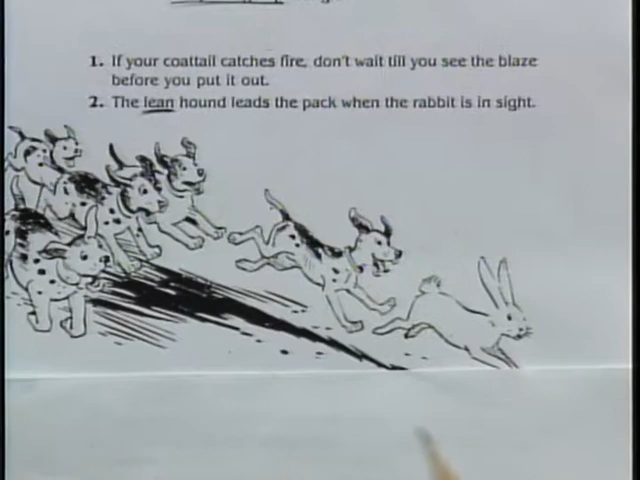 1. If your coattail catches fire, don't wait till you see the blaze
before you put it out.
2. The lean hound leads the pack when the rabbit is in sight.